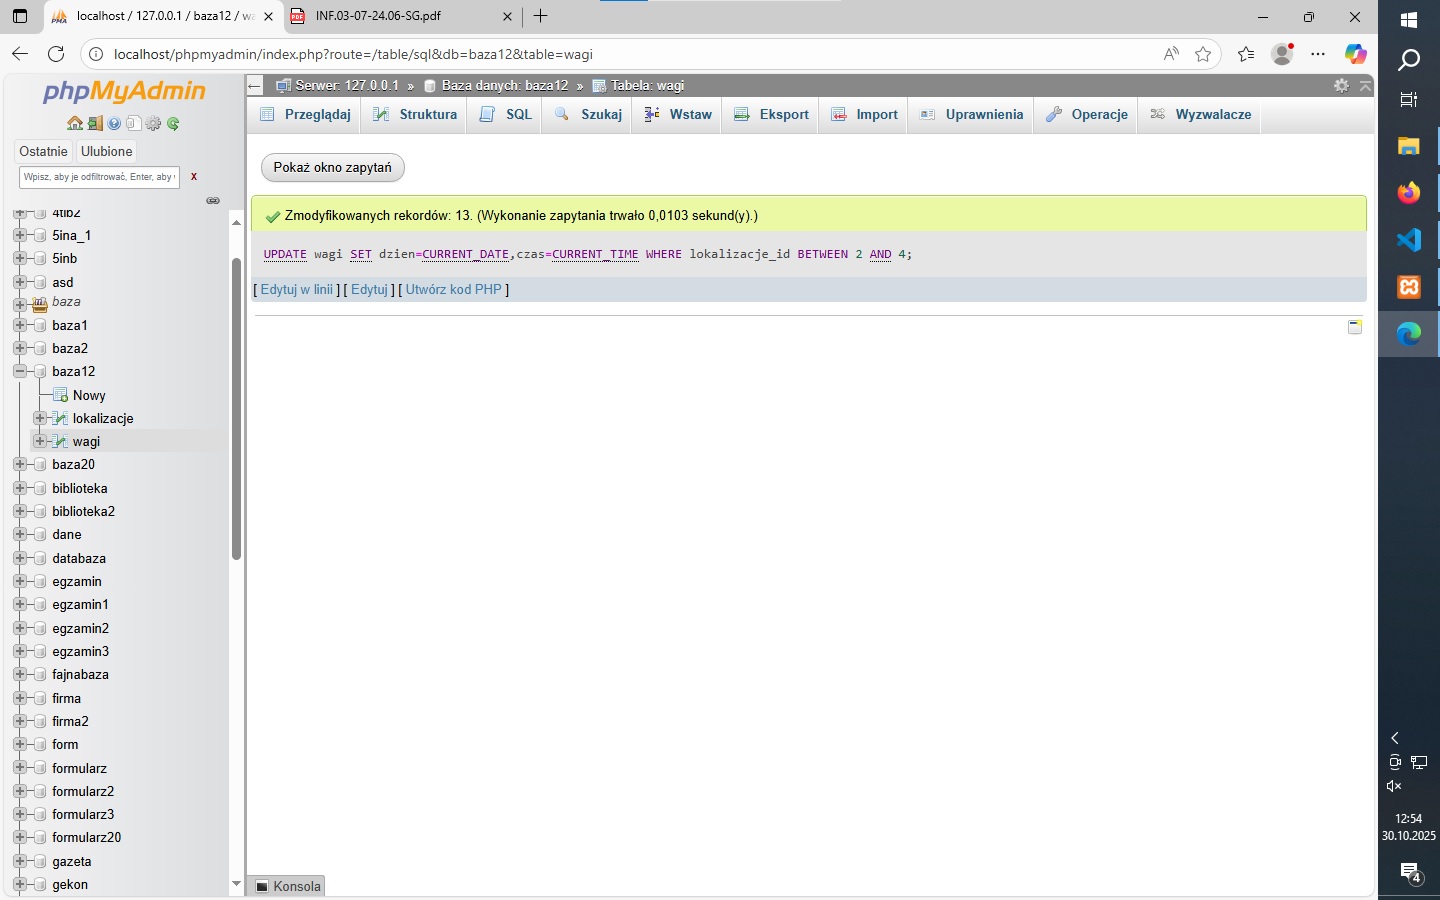 localhost / 127.0.0.1 / baza12 / wa
INF.03-07-24.06-SG.pdf
localhost/phpmyadmin/index.php?route=/table/sql&db=baza12&table=wagi
phpMyAdmin
Ostatnie
Ulubione
Wpisz, aby je odfiltrować, Enter, aby
X
4tib2
5ina_1
5inb
asd
baza
baza1
baza2
baza12
Nowy
lokalizacje
wagi
baza20
biblioteka
biblioteka2
dane
databaza
egzamin
egzamin1
egzamin2
egzamin3
fajnabaza
firma
firma2
form
formularz
formularz2
formularz3
formularz20
gazeta
gekon
Serwer: 127.0.0.1 » Baza danych: baza12 » Tabela: wagi
Przeglądaj
Struktura
SQL
Szukaj
Wstaw
Eksport
Import
Uprawnienia
Operacje
Wyzwalacze
Pokaż okno zapytań
Zmodyfikowanych rekordów: 13. (Wykonanie zapytania trwało 0,0103 sekund(y).)
UPDATE wagi SET dzien=CURRENT_DATE,czas=CURRENT_TIME WHERE lokalizacje_id BETWEEN 2 AND 4;
[ Edytuj w linii ] [ Edytuj ] [ Utwórz kod PHP ]
Konsola
12:54
30.10.2025
4